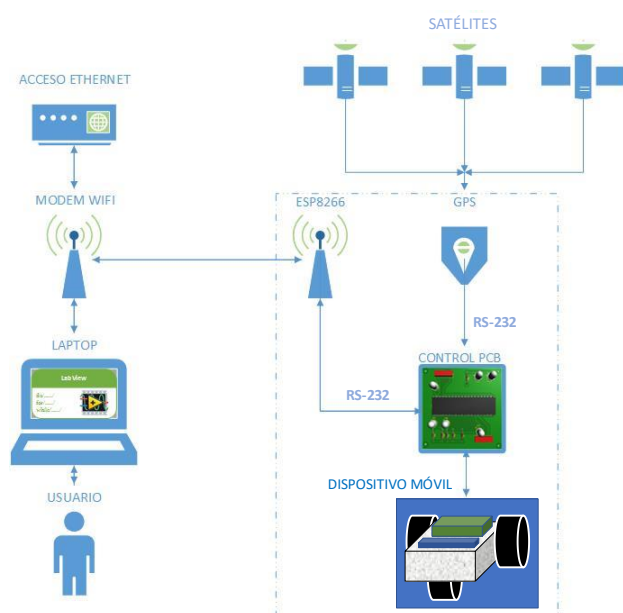 SATÉLITES
ACCESO ETHERNET
MODEM WIFI
ESP8266
GPS
RS-232
LAPTOP
CONTROL PCB
Lab View
RS-232
DISPOSITIVO MÓVIL
USUARIO